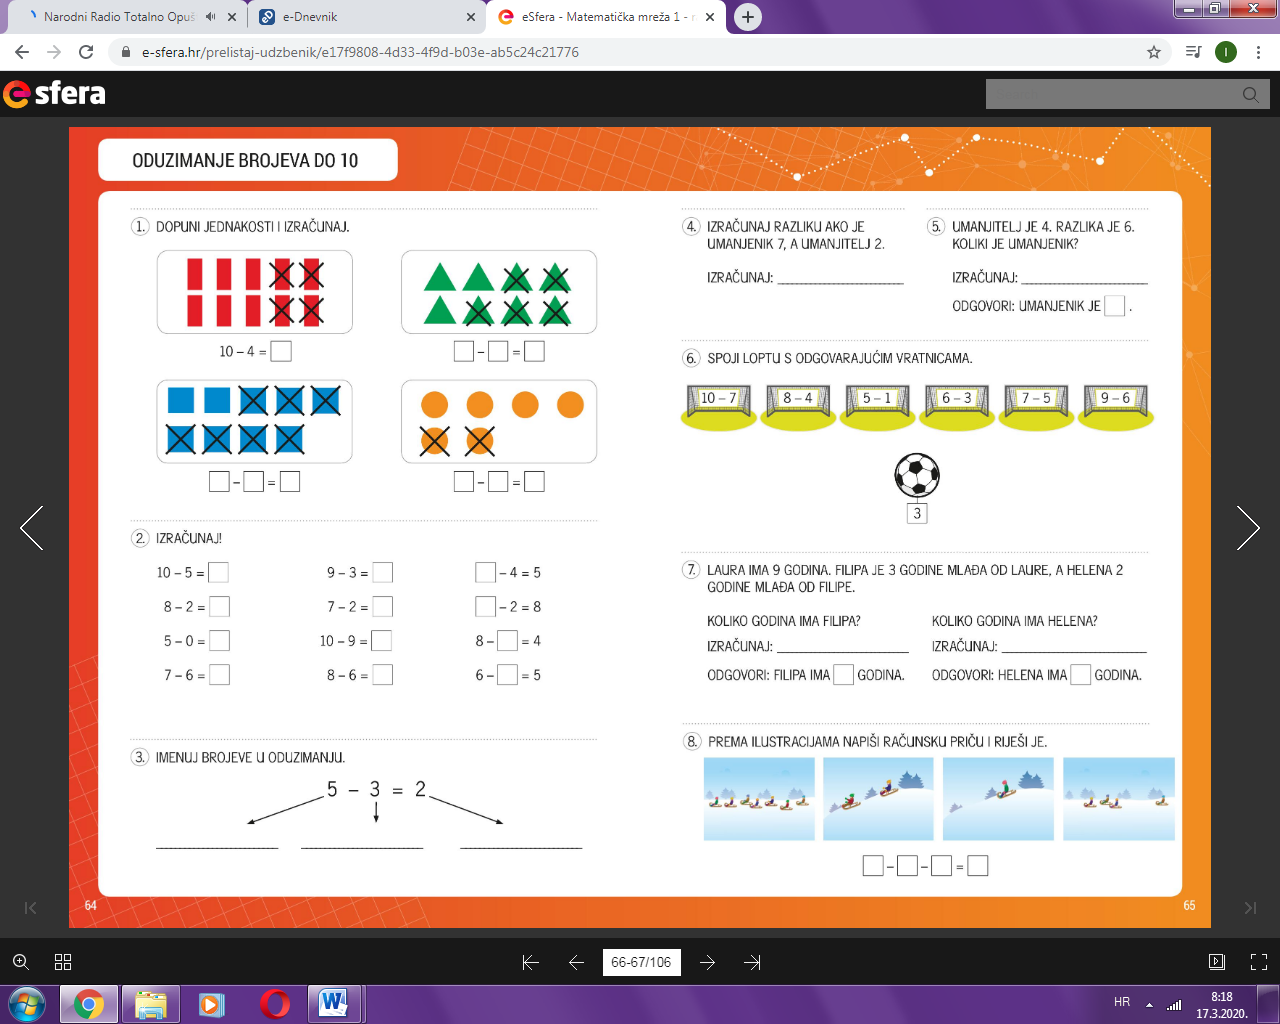 Narodni Radio Totalno Opu
e-Dnevnik
eSfera - Matematička mreža 1 - r
e-sfera.hr/prelistaj-udzbenik/e17f9808-4d33-4f9d-b03e-ab5c24c21776
I
sfera
ODUZIMANJE BROJEVA DO 10
1. DOPUNI JEDNAKOSTI I IZRAČUNAJ.
10 – 4 =
– =
– =
– =
2. IZRAČUNAJ!
10 – 5 = 9 – 3 = – 4 = 5
8 – 2 = 7 – 2 = – 2 = 8
5 – 0 = 10 – 9 = 8 – = 4
7 – 6 = 8 – 6 = 6 – = 5
3. IMENUJ BROJEVE U ODUZIMANJU.
5 – 3 = 2
64
4. IZRAČUNAJ RAZLIKU AKO JE
UMANJENIK 7, A UMANJITELJ 2.
IZRAČUNAJ:
5. UMANJITELJ JE 4. RAZLIKA JE 6.
KOLIKI JE UMANJENIK?
IZRAČUNAJ:
ODGOVORI: UMANJENIK JE .
6. SPOJI LOPTU S ODGOVARAJUĆIM VRATNICAMA.
10 – 7 8 – 4 5 – 1 6 – 3 7 – 5 9 – 6
3
7. LAURA IMA 9 GODINA. FILIPA JE 3 GODINE MLAĐA OD LAURE, A HELENA 2
GODINE MLAĐA OD FILIPE.
KOLIKO GODINA IMA FILIPA?
IZRAČUNAJ:
ODGOVORI: FILIPA IMA GODINA.
KOLIKO GODINA IMA HELENA?
IZRAČUNAJ:
ODGOVORI: HELENA IMA GODINA.
8. PREMA ILUSTRACIJAMA NAPIŠI RAČUNSKU PRIČU I RIJEŠI JE.
– – =
65
66-67/106
HR
8:18
17.3.2020.